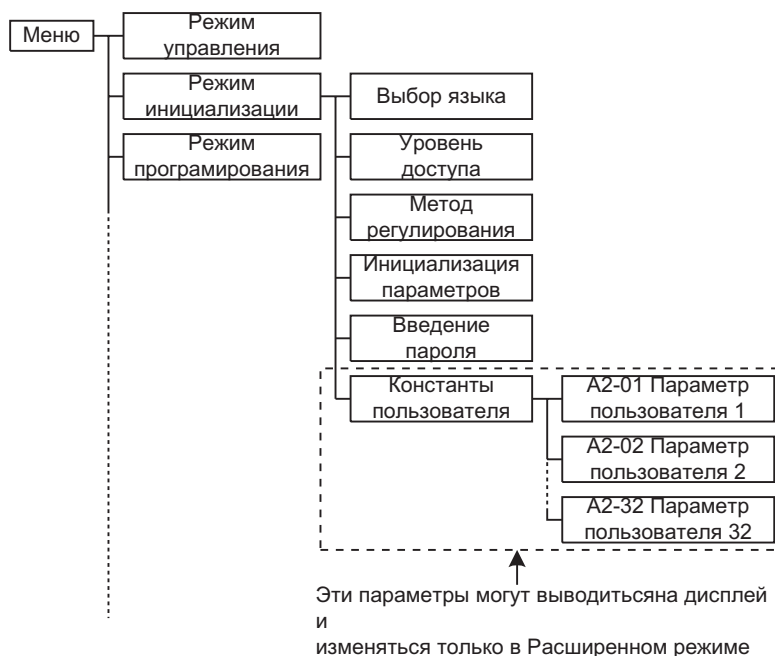 Меню
Режим
управления
Режим
инициализации
Режим
програмирования
Выбор языка
Уровень
доступа
Метод
регулирования
Инициализация
параметров
Введение
пароля
Константы
пользователя
A2-01 Параметр
пользователя 1
A2-02 Параметр
пользователя 2
A2-32 Параметр
пользователя 32
Эти параметры могут выводитьсяна дисплей
и
изменяться только в Расширенном режиме